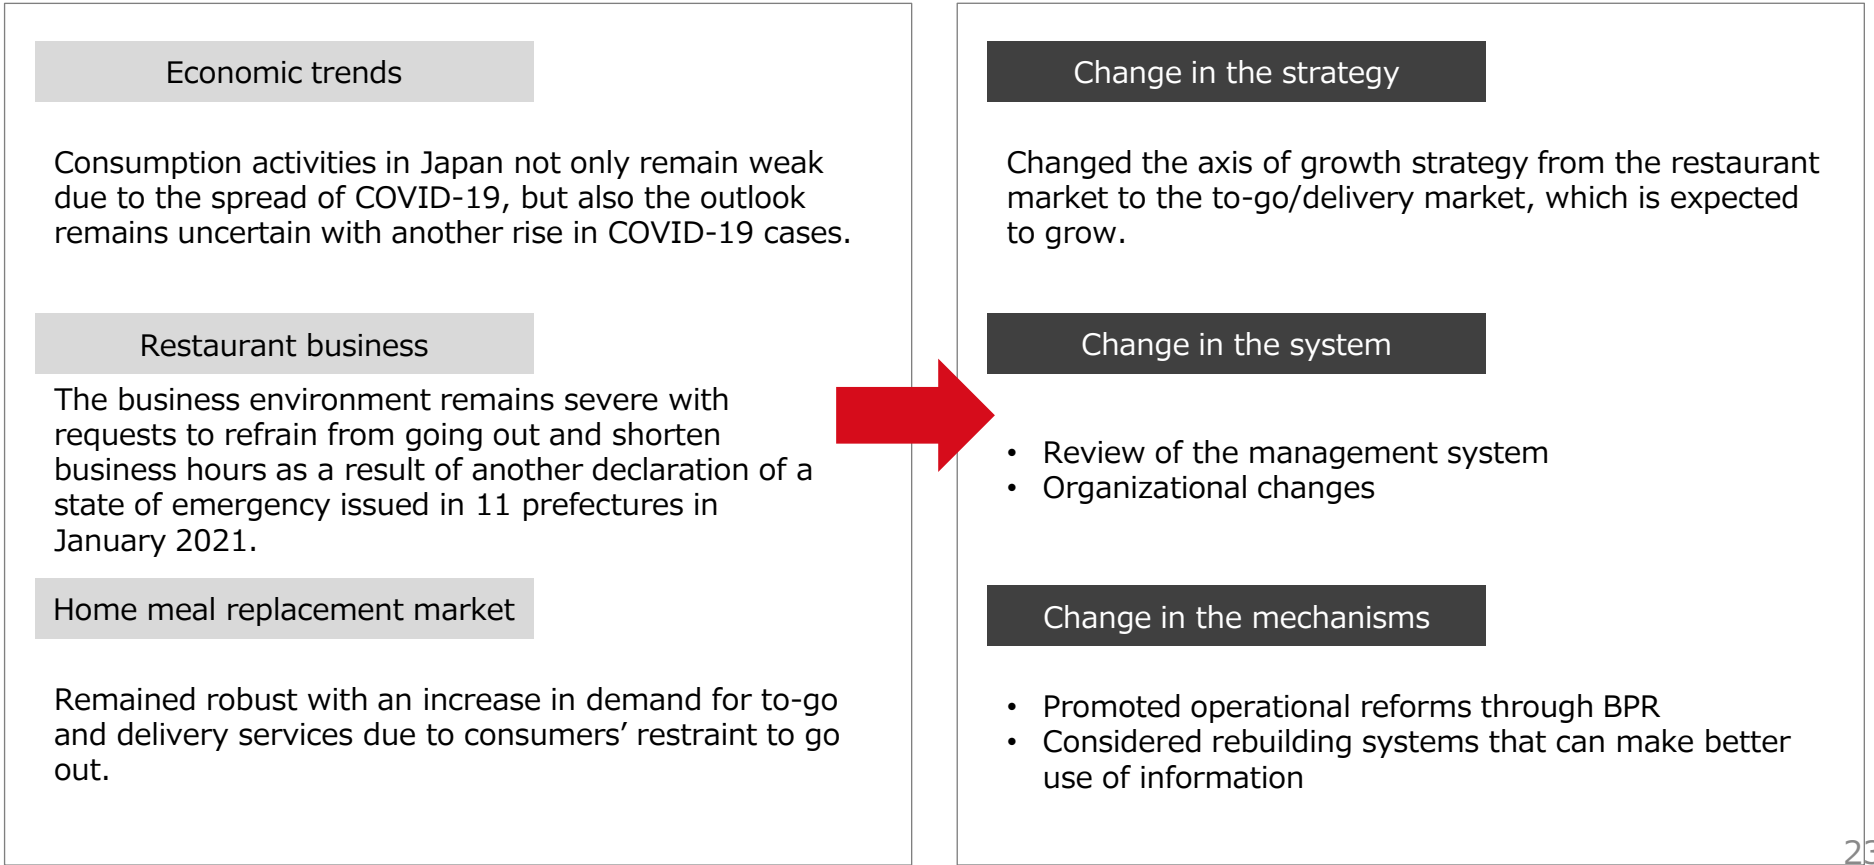 Economic trends
Consumption activities in Japan not only remain weak
due to the spread of COVID-19, but also the outlook
remains uncertain with another rise in COVID-19 cases.
Restaurant business
The business environment remains severe with
requests to refrain from going out and shorten
business hours as a result of another declaration of a
state of emergency issued in 11 prefectures in
January 2021.
Home meal replacement market
Remained robust with an increase in demand for to-go
and delivery services due to consumers’ restraint to go
out.
Change in the strategy
Changed the axis of growth strategy from the restaurant
market to the to-go/delivery market, which is expected
to grow.
Change in the system
• Review of the management system
• Organizational changes
Change in the mechanisms
• Promoted operational reforms through BPR
• Considered rebuilding systems that can make better
use of information
23